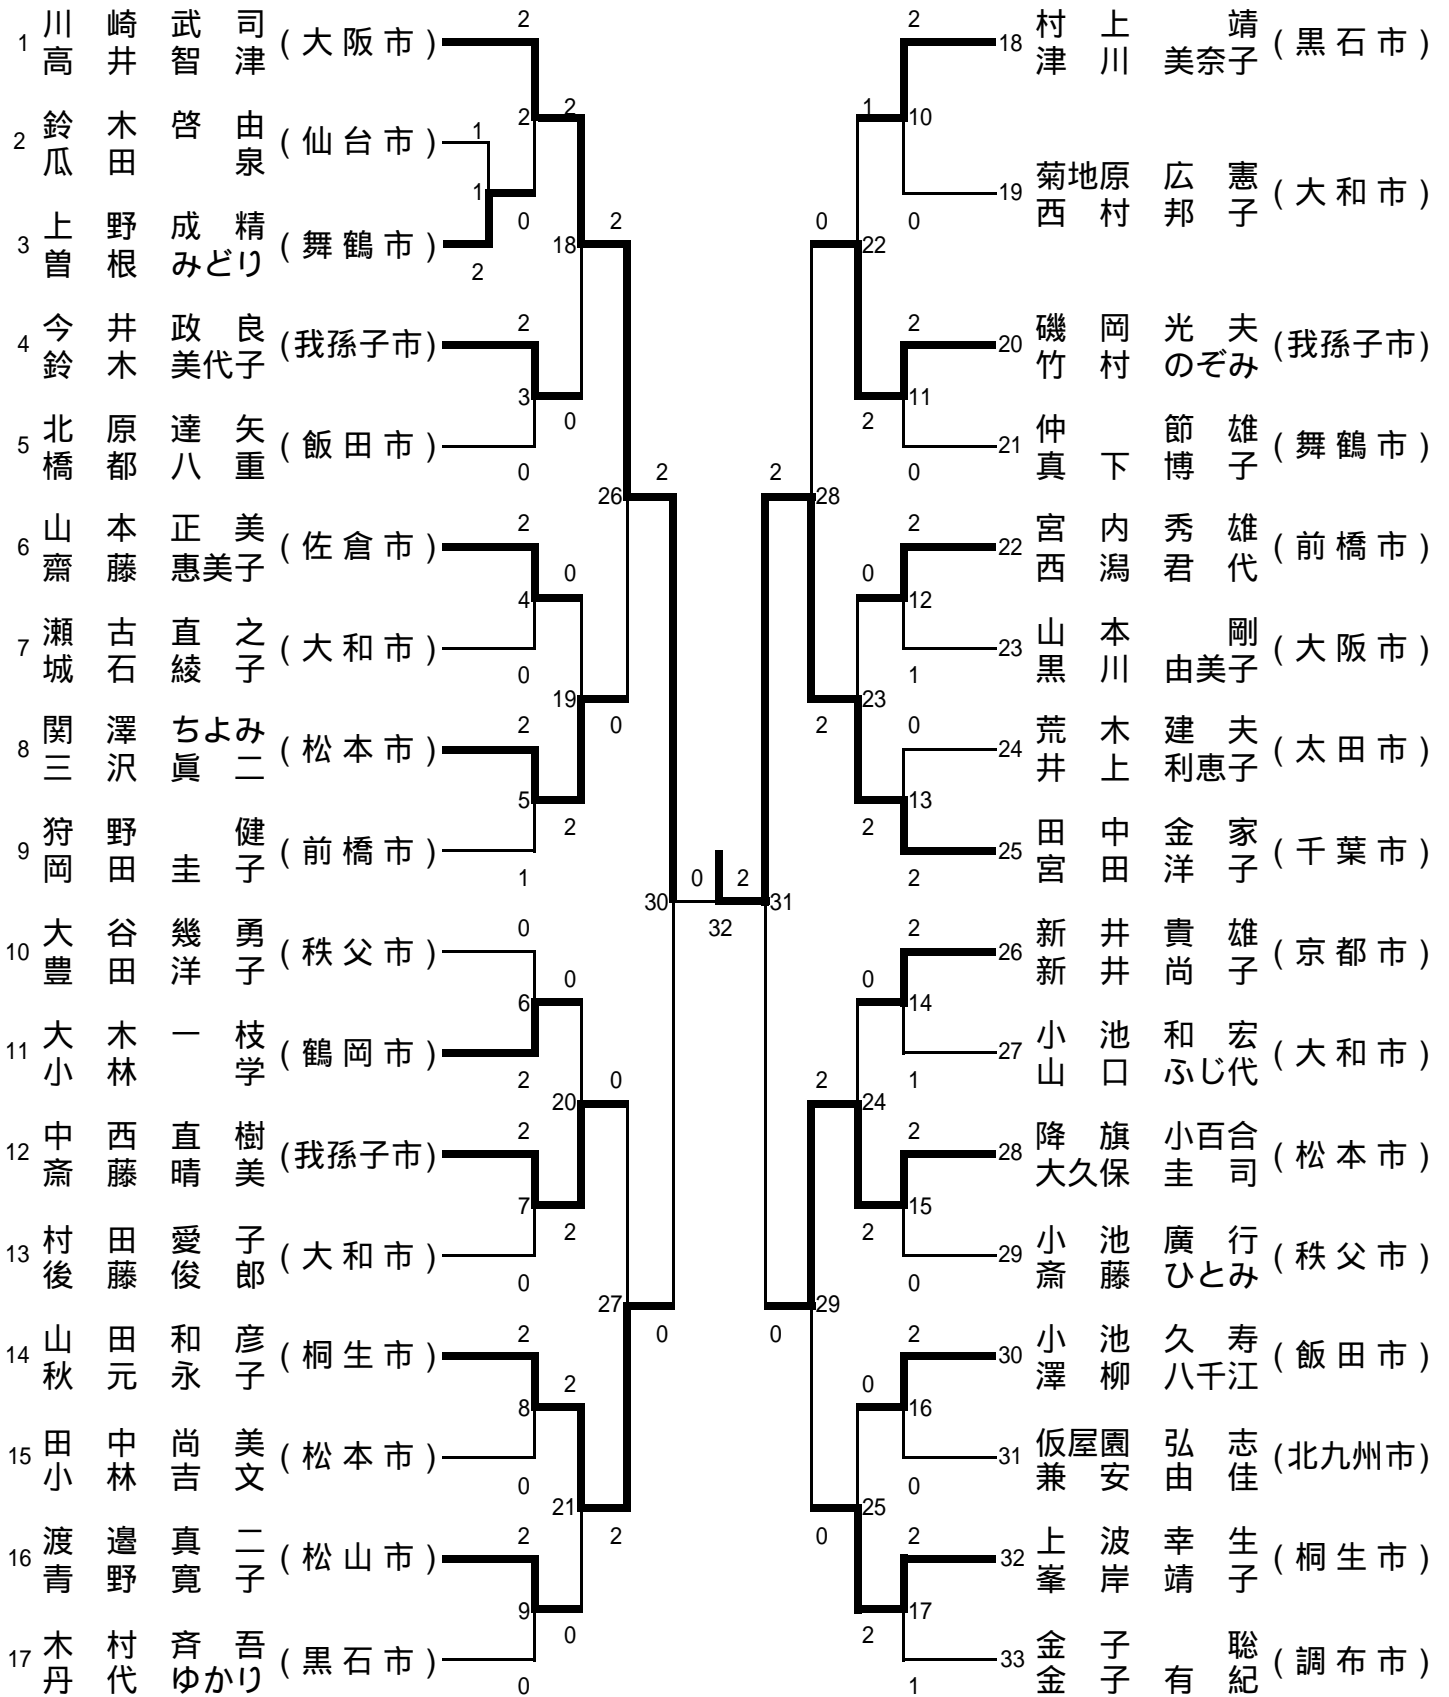 1 川崎武司 (大阪市) 2
高井智津
2 鈴木啓由 (仙台市) 1
瓜田泉
3 上野成精 (舞鶴市) 2
曽根みどり
4 今井政良 (我孫子市) 2
鈴木美代子
5 北原達矢 (飯田市) 0
橋都八重
6 山本正美 (佐倉市) 2
齋藤惠美子
7 瀬古直之 (大和市) 0
城石綾子
8 関澤ちよみ (松本市) 2
三沢眞二
9 狩野健 (前橋市) 1
岡田圭子
10 大谷幾勇 (秩父市) 0
豊田洋子
11 大木一枝 (鶴岡市) 2
小林学
12 中西直樹 (我孫子市) 2
斎藤晴美
13 村田愛子 (大和市) 0
後藤俊郎
14 山田和彦 (桐生市) 2
秋元永子
15 田中尚美 (松本市) 0
小林吉文
16 渡邉真二 (松山市) 2
青野寛子
17 木村斉吾 (黒石市) 0
丹代ゆかり
1
2 0
3
4
5
6
7
8
9
2
18
0
0
19
2
0
20
2
2
21
0
2
26
0
0
27
2
2
30
0
0 2
32
2
31
0
0
28
2
2
29
0
1
22
2
0
23
2
0
24
2
0
25
2
10
11
12
13
14
15
16
17
2 18 村上靖 (黒石市)
津川美奈子
0 19 菊地原広憲 (大和市)
西村邦子
2 20 磯岡光夫 (我孫子市)
竹村のぞみ
0 21 仲節雄 (舞鶴市)
真下博子
2 22 宮内秀雄 (前橋市)
西潟君代
1 23 山本剛 (大阪市)
黒川由美子
0 24 荒木建夫 (太田市)
井上利恵子
2 25 田中金家 (千葉市)
宮田洋子
2 26 新井貴雄 (京都市)
新井尚子
1 27 小池和宏 (大和市)
山口ふじ代
2 28 降旗小百合 (松本市)
大久保圭司
0 29 小池廣行 (秩父市)
斎藤ひとみ
2 30 小池久寿 (飯田市)
澤柳八千江
0 31 仮屋園弘志 (北九州市)
兼安由佳
2 32 上波幸生 (桐生市)
峯岸靖子
1 33 金子聡 (調布市)
金子有紀